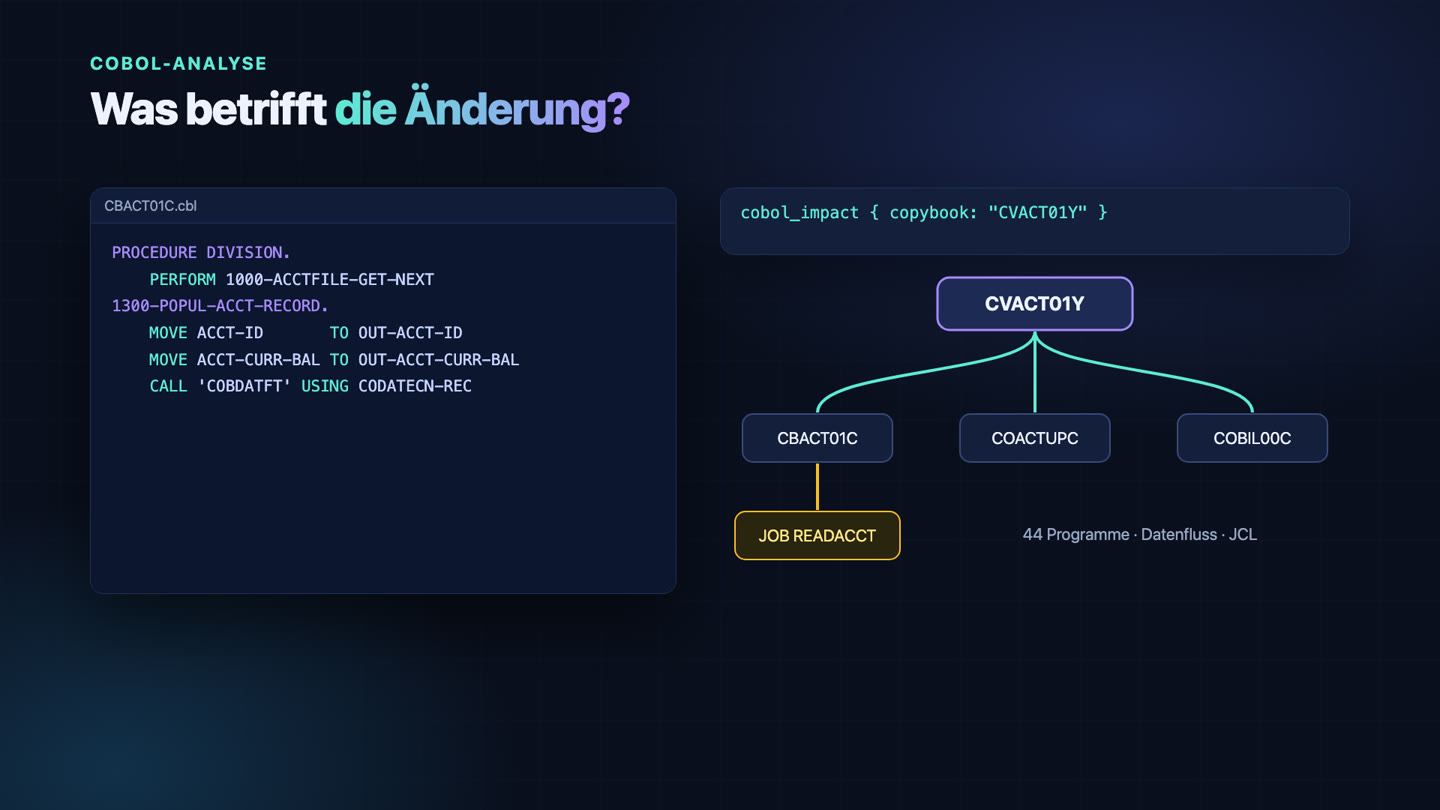 COBOL-ANALYSE
Was betrifft die Änderung?
CBACT01C.cbl
PROCEDURE DIVISION.
PERFORM 1000-ACCTFILE-GET-NEXT
1300-POPUL-ACCT-RECORD.
MOVE ACCT-ID TO OUT-ACCT-ID
MOVE ACCT-CURR-BAL TO OUT-ACCT-CURR-BAL
CALL 'COBDATFT' USING CODATECN-REC
cobol_impact { copybook: "CVACT01Y" }
CVACT01Y
CBACT01C
COACTUPC
COBIL00C
JOB READACCT
44 Programme · Datenfluss · JCL